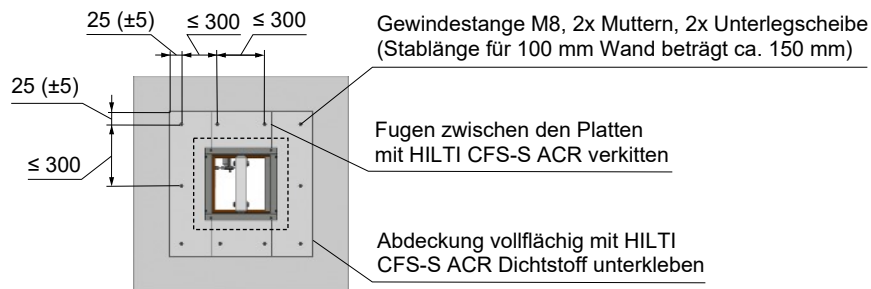 25 (±5)
≤ 300
≤ 300
25 (±5)
≤ 300
Gewindestange M8, 2x Muttern, 2x Unterlegscheibe
(Stablänge für 100 mm Wand beträgt ca. 150 mm)
Fugen zwischen den Platten
mit HILTI CFS-S ACR verkitten
Abdeckung vollflächig mit HILTI
CFS-S ACR Dichtstoff unterkleben